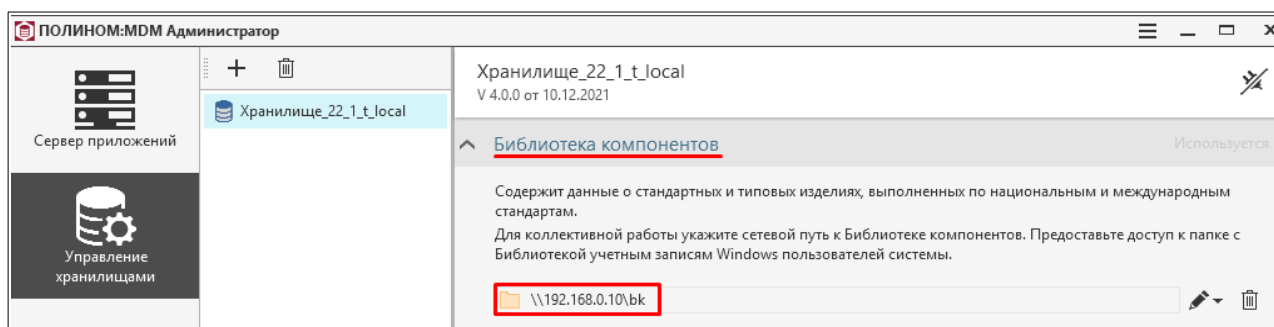 ПОЛИНОМ:MDM Администратор
Сервер приложений
Управление
хранилищами
Хранилище_22_1_t_local
Хранилище_22_1_t_local
V 4.0.0 от 10.12.2021
Библиотека компонентов
Используется
Содержит данные о стандартных и типовых изделиях, выполненных по национальным и международным
стандартам.
Для коллективной работы укажите сетевой путь к Библиотеке компонентов. Предоставьте доступ к папке с
Библиотекой учетным записям Windows пользователей системы.
\\192.168.0.10\bk